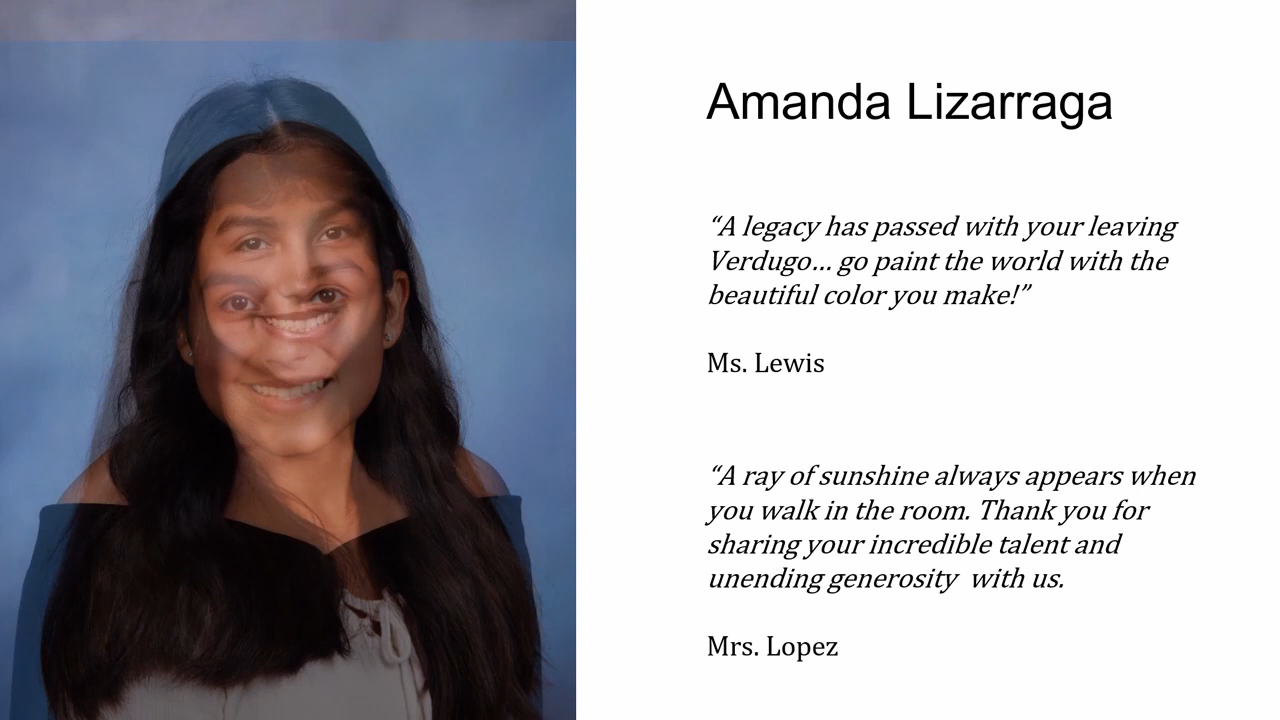 Amanda Lizarraga
“A legacy has passed with your leaving
Verdugo… go paint the world with the
beautiful color you make!”
Ms. Lewis
“A ray of sunshine always appears when
you walk in the room. Thank you for
sharing your incredible talent and
unending generosity  with us.
Mrs. Lopez